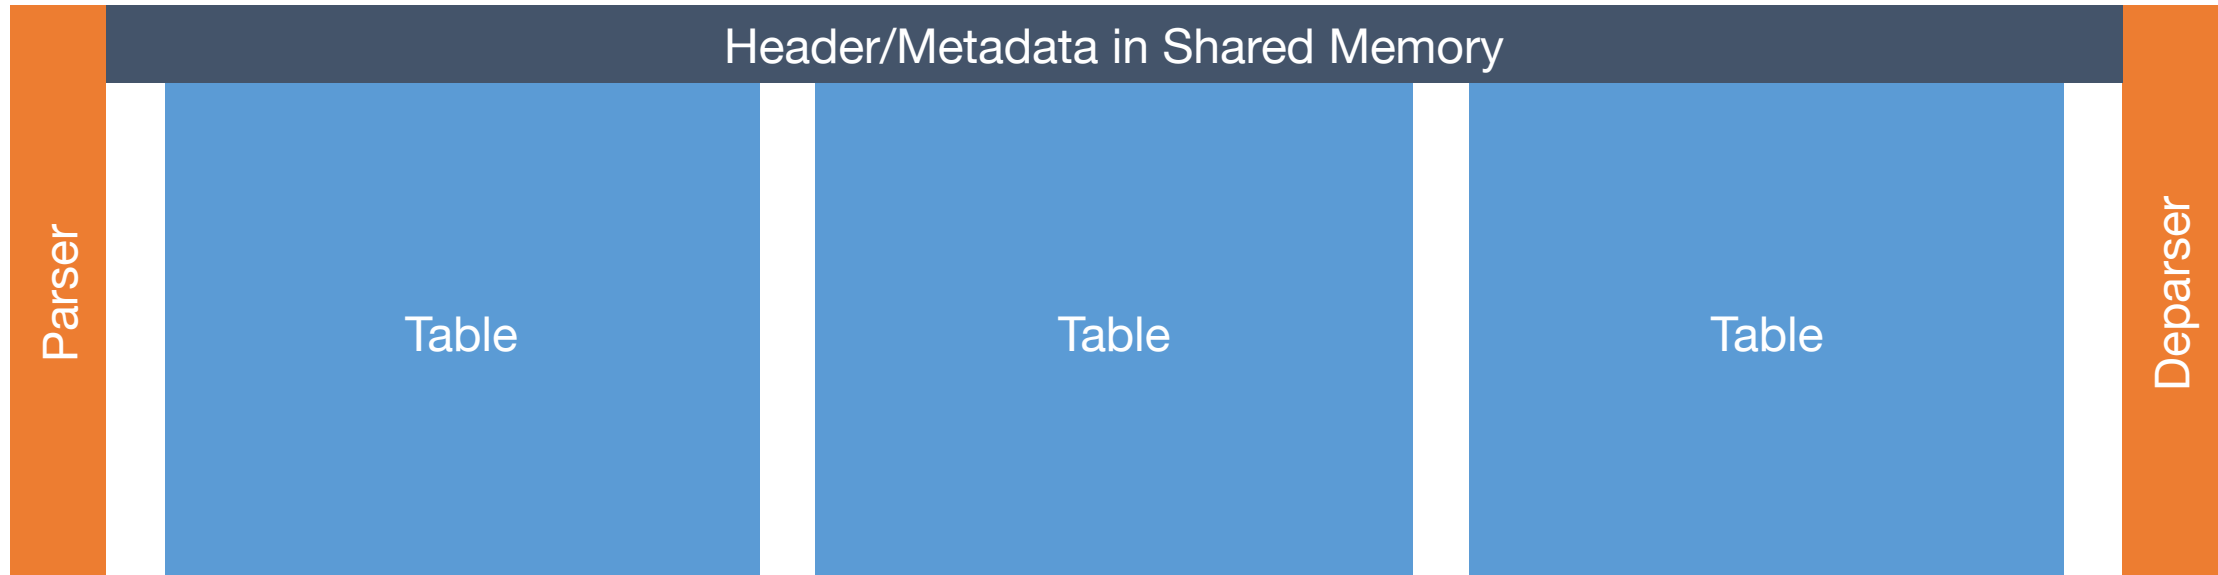 Header/Metadata in Shared Memory
Parser
Table
Table
Table
Deparser